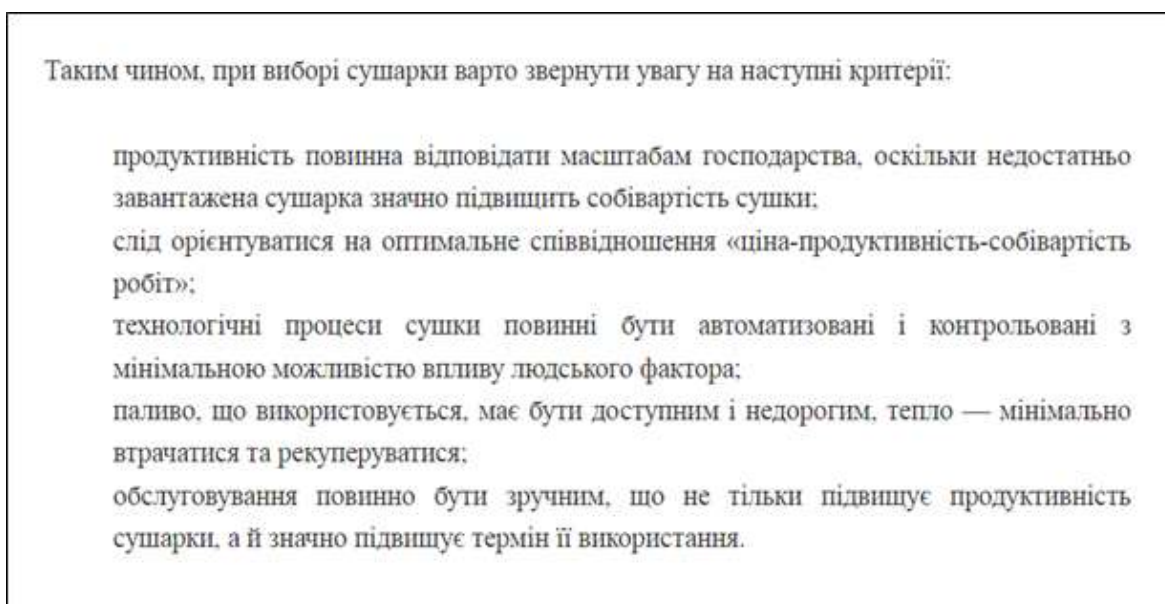 Таким чином, при виборі сушарки варто звернути увагу на наступні критерії:
продуктивність повинна відповідати масштабам господарства, оскільки недостатньо
завантажена сушарка значно підвищить собівартість сушки;
слід орієнтуватися на оптимальне співвідношення «ціна-продуктивність-собівартість
робіт»;
технологічні процеси сушки повинні бути автоматизовані і контрольовані з
мінімальною можливістю впливу людського фактора;
паливо, що використовується, має бути доступним і недорогим, тепло — мінімально
втрачатися та рекуперуватися;
обслуговування повинно бути зручним, що не тільки підвищує продуктивність
сушарки, а й значно підвищує термін її використання.